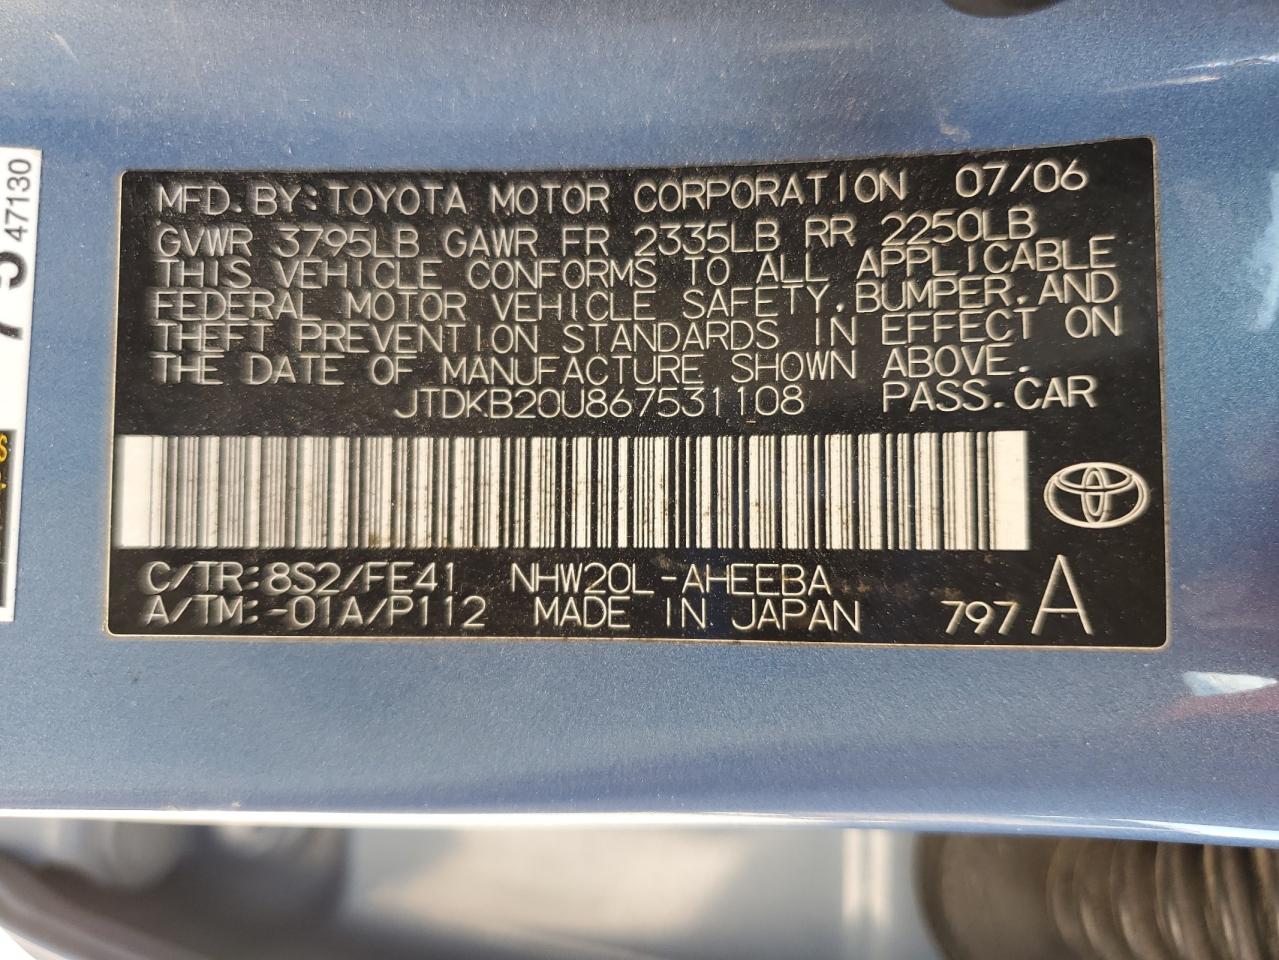 MFD.BY:TOYOTA MOTOR CORPORATION 07/06
GVWR 3795LB GAWR FR 2335LB RR 2250LB
THIS VEHICLE CONFORMS TO ALL APPLICABLE
FEDERAL MOTOR VEHICLE SAFETY,BUMPER,AND
THEFT PREVENTION STANDARDS IN EFFECT ON
THE DATE OF MANUFACTURE SHOWN ABOVE.
JTDKB20U867531108 PASS.CAR
C/TR:8S2/FE41 NHW20L-AHEEBA
A/TM:-01A/P112 MADE IN JAPAN 797 A
47130